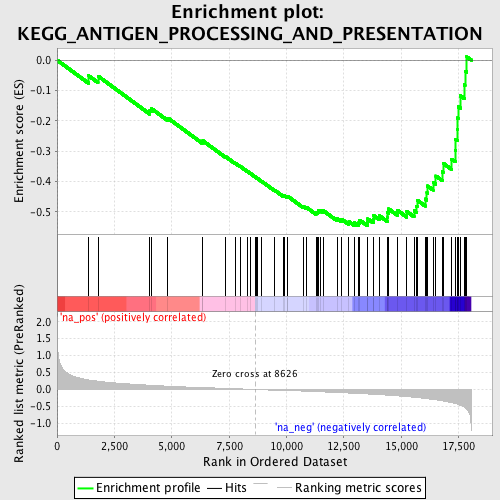 Enrichment plot:
KEGG_ANTIGEN_PROCESSING_AND_PRESENTATION
Enrichment score (ES)
0.0
-0.1
-0.2
-0.3
-0.4
-0.5
'na_pos' (positively correlated)
Ranked list metric (PreRanked)
2.0
1.5
1.0
0.5
0.0
-0.5
-1.0
Zero cross at 8626
'na_neg' (negatively correlated)
0
2,500
5,000
7,500
10,000
12,500
15,000
17,500
Rank in Ordered Dataset
Enrichment profile
Hits
Ranking metric scores